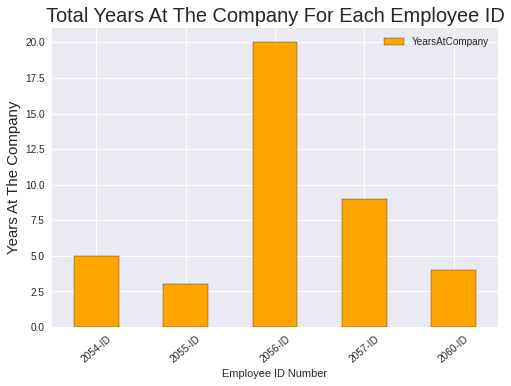 Total Years At The Company For Each Employee ID
YearsAtCompany
Years At The Company
20.0
17.5
15.0
12.5
10.0
7.5
5.0
2.5
0.0
2054-ID
2055-ID
2056-ID
2057-ID
2060-ID
Employee ID Number